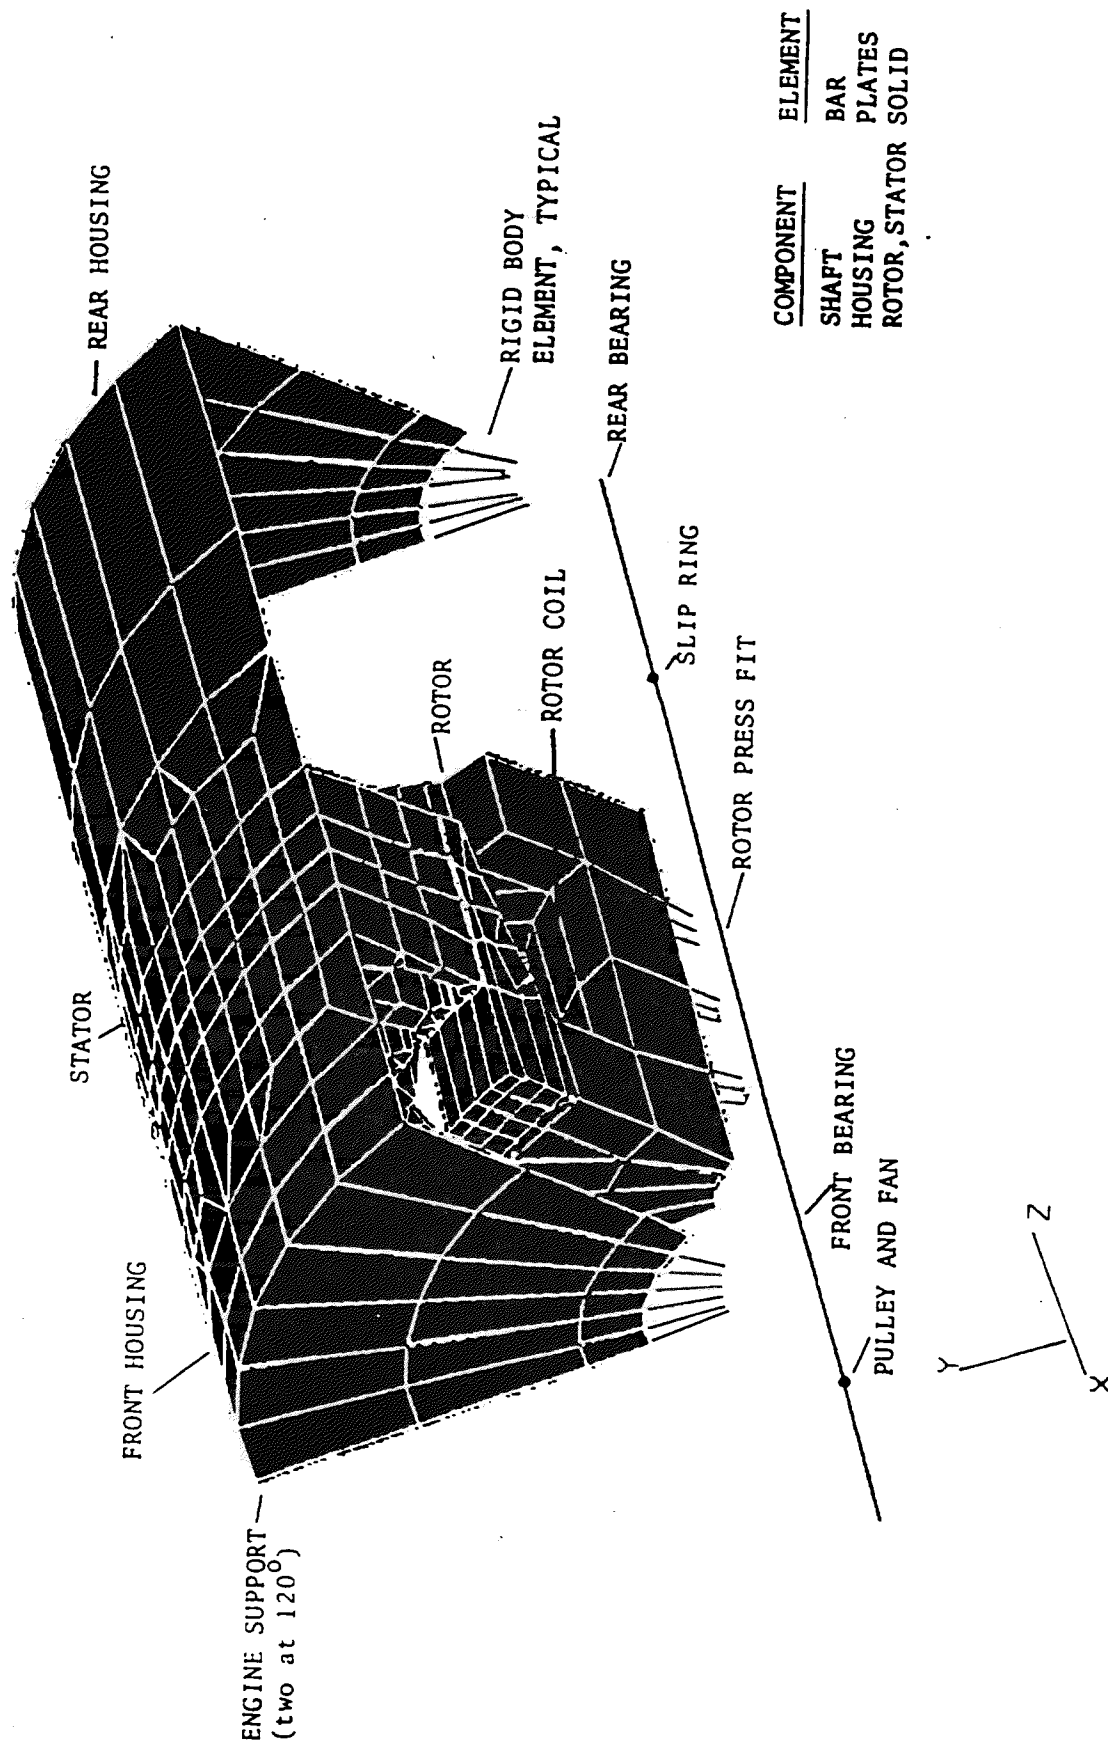 REAR HOUSING
STATOR
FRONT HOUSING
ENGINE SUPPORT
(two at 120°)
RIGID BODY
ELEMENT, TYPICAL
REAR BEARING
ROTOR
ROTOR COIL
SLIP RING
ROTOR PRESS FIT
FRONT BEARING
PULLEY AND FAN
Y
Z
X
COMPONENT ELEMENT
SHAFT BAR
HOUSING PLATES
ROTOR,STATOR SOLID